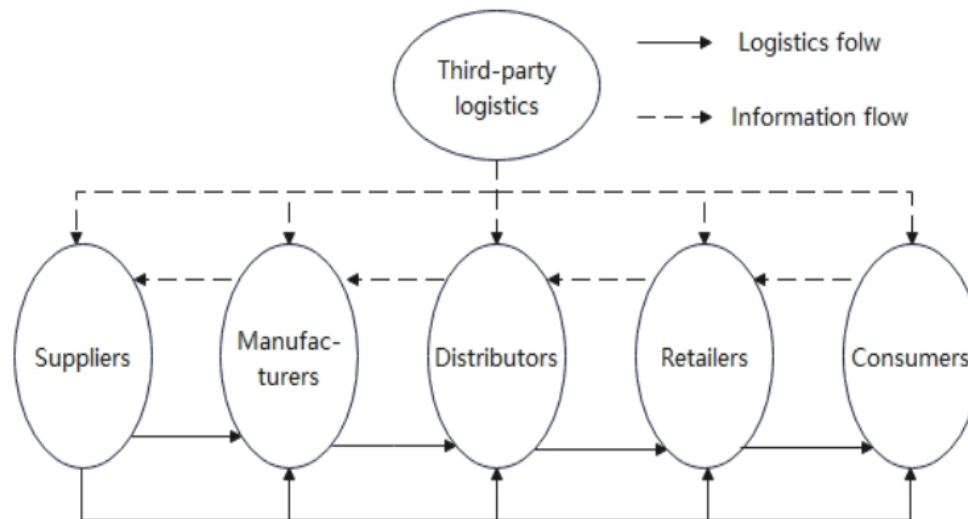 Third-party
logistics
Logistics folw
Information flow
Suppliers
Manufac-
turers
Distributors
Retailers
Consumers